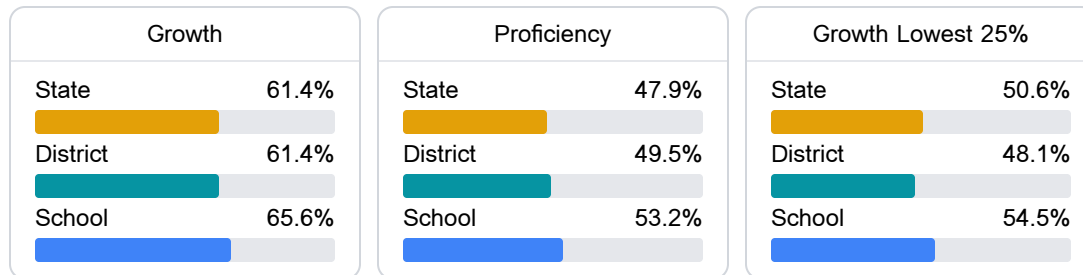 Growth
State 61.4%
District 61.4%
School 65.6%
Proficiency
State 47.9%
District 49.5%
School 53.2%
Growth Lowest 25%
State 50.6%
District 48.1%
School 54.5%